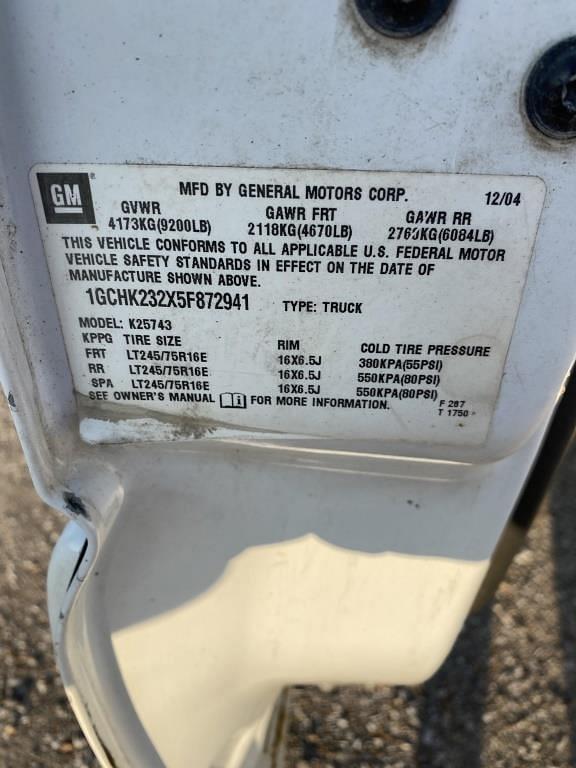 GM ®
MFD BY GENERAL MOTORS CORP. 12/04
GVWR GAWR FRT GAWR RR
4173KG(9200LB) 2118KG(4670LB) 2760KG(6084LB)
THIS VEHICLE CONFORMS TO ALL APPLICABLE U.S. FEDERAL MOTOR
VEHICLE SAFETY STANDARDS IN EFFECT ON THE DATE OF
MANUFACTURE SHOWN ABOVE.
1GCHK232X5F872941 TYPE: TRUCK
MODEL: K25743
KPPG TIRE SIZE RIM COLD TIRE PRESSURE
FRT LT245/75R16E 16X6.5J 380KPA(55PSI)
RR LT245/75R16E 16X6.5J 550KPA(80PSI)
SPA LT245/75R16E 16X6.5J 550KPA(80PSI)
SEE OWNER'S MANUAL FOR MORE INFORMATION. F 287
T 1750